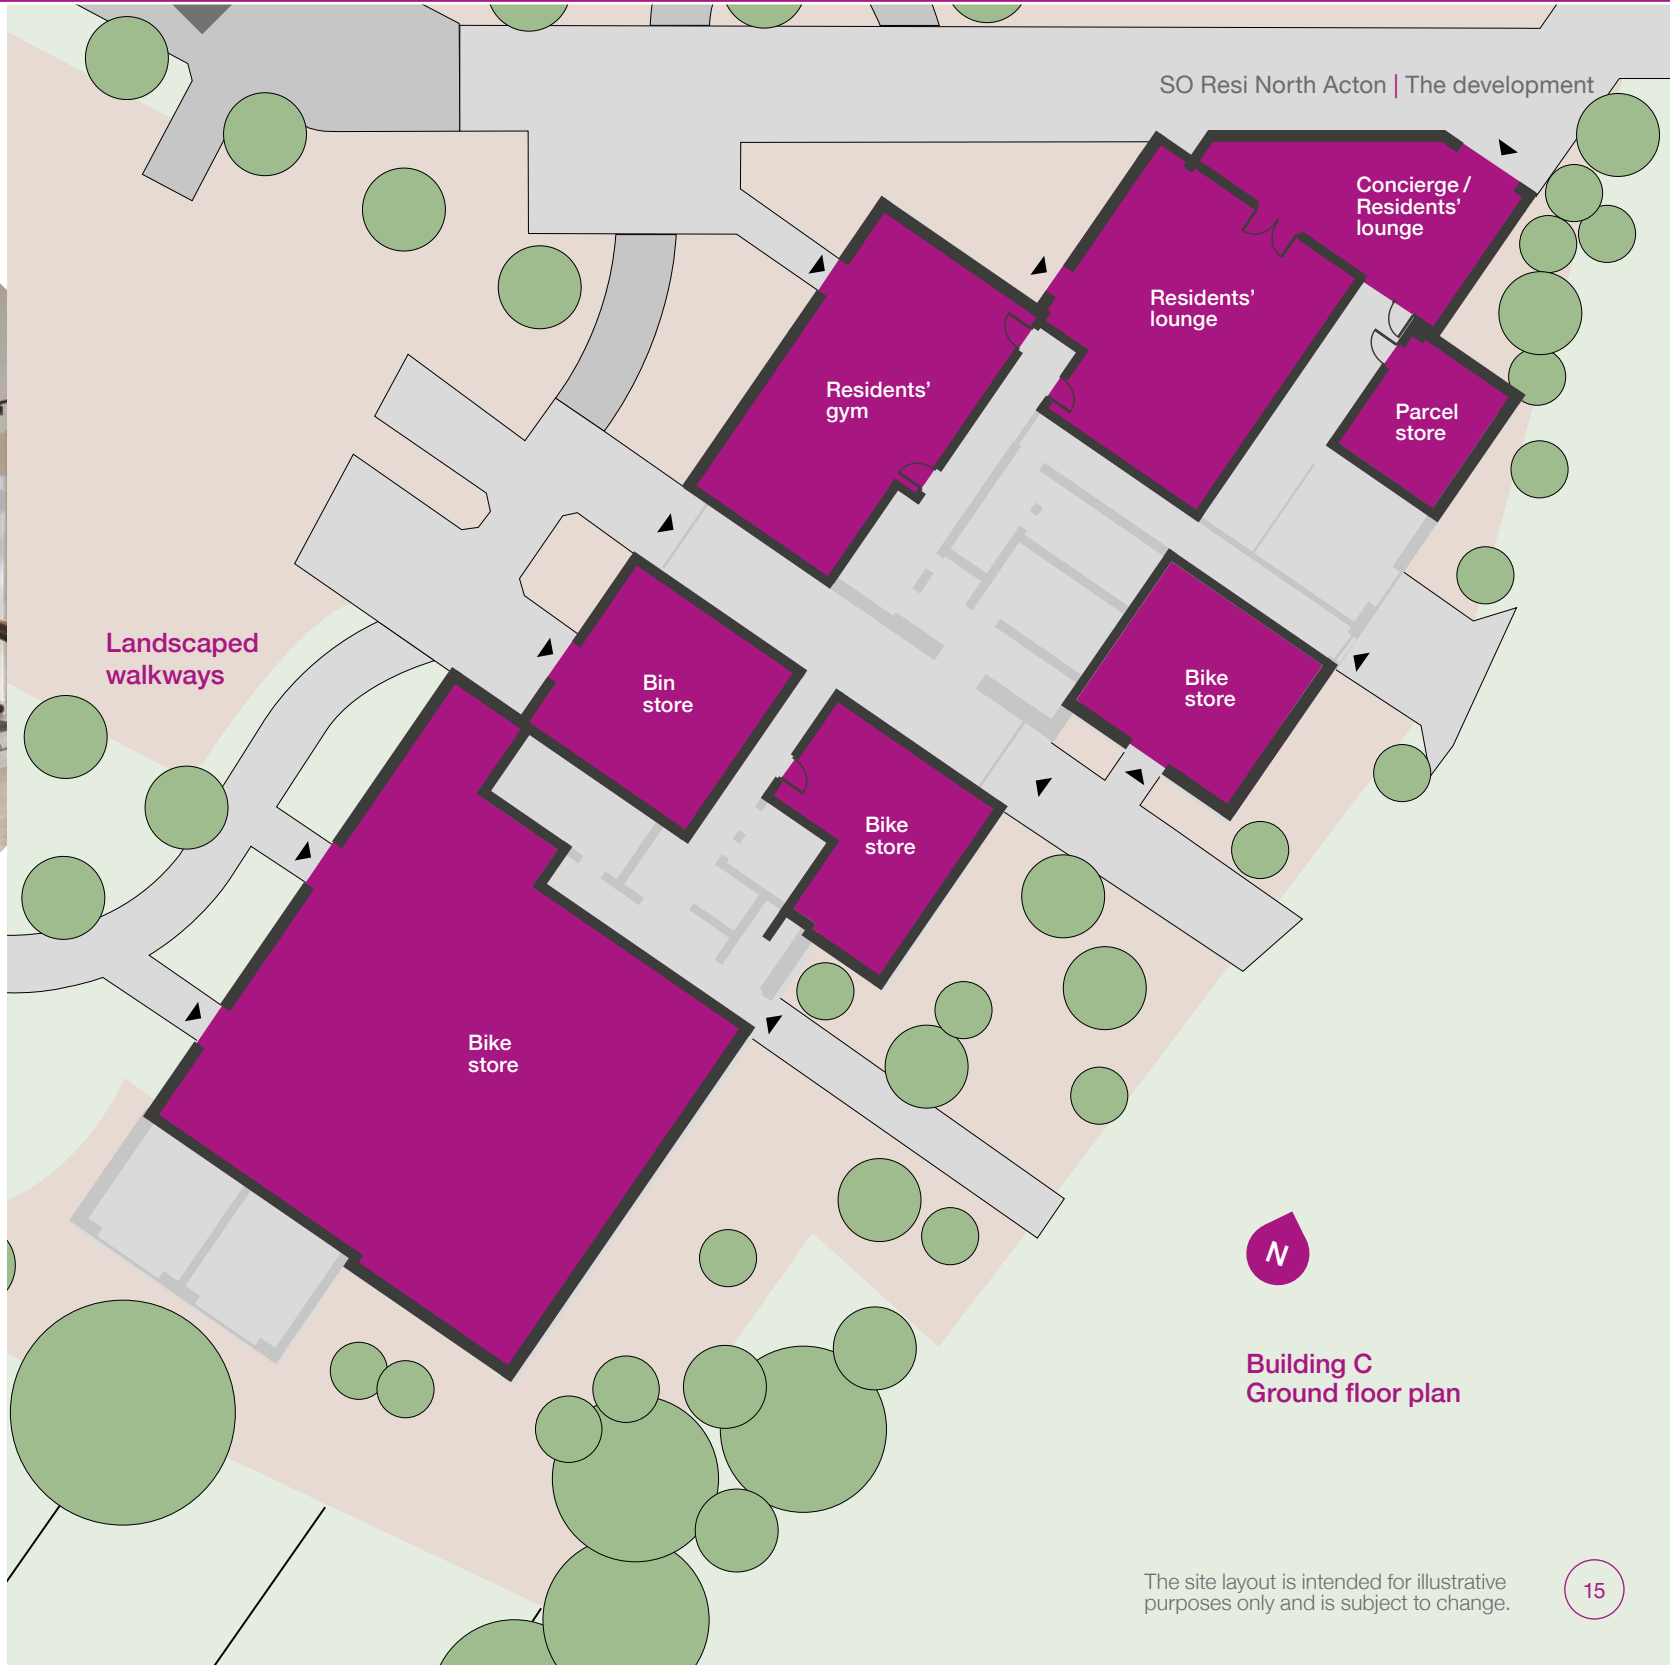 SO Resi North Acton | The development
Concierge /
Residents’
lounge
Residents’
lounge
Residents’
gym
Parcel
store
Landscaped
walkways
Bin
store
Bike
store
Bike
store
Bike
store
N
Building C
Ground floor plan
The site layout is intended for illustrative
purposes only and is subject to change.
15